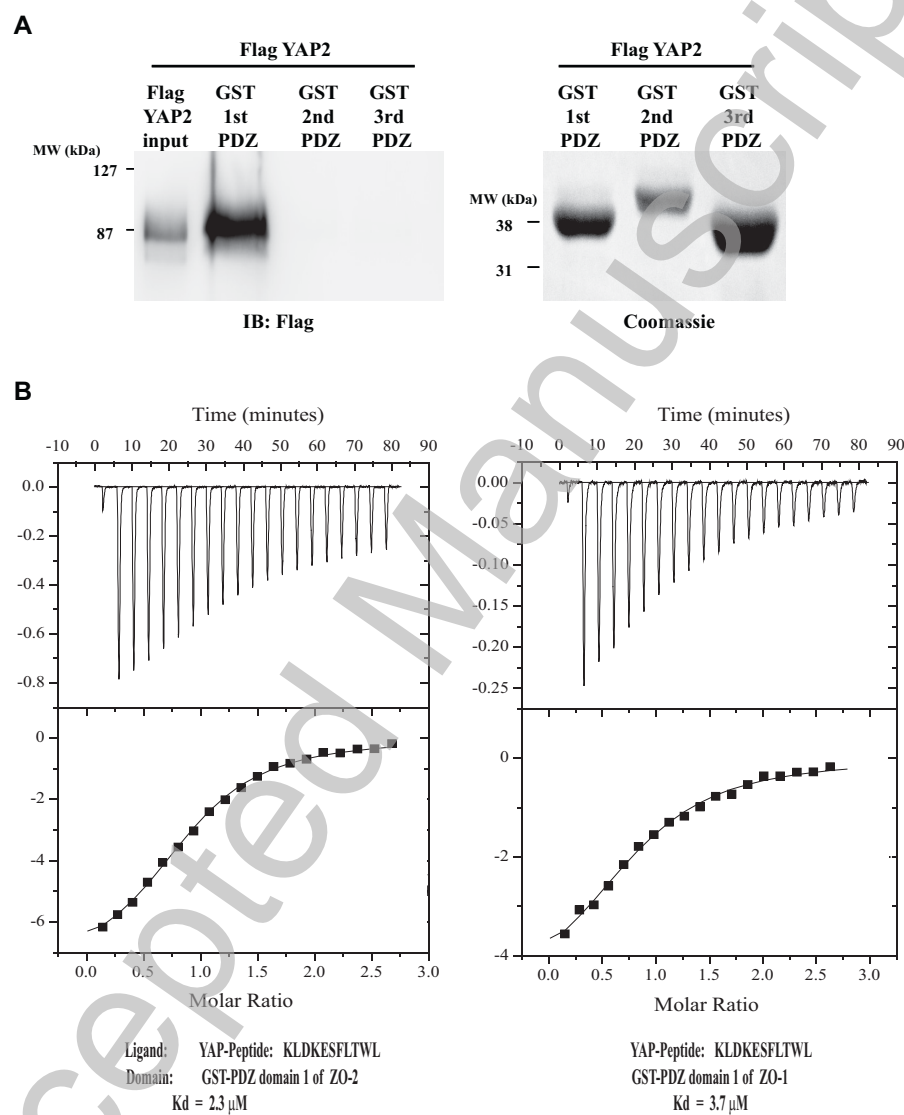 A
Flag YAP2
Flag YAP2 input
GST 1st PDZ
GST 2nd PDZ
GST 3rd PDZ
MW (kDa)
127
87
IB: Flag
Flag YAP2
GST 1st PDZ
GST 2nd PDZ
GST 3rd PDZ
MW (kDa)
38
31
Coomassie
B
Time (minutes)
-10 0 10 20 30 40 50 60 70 80 90
0.0
-0.2
-0.4
-0.6
-0.8
0
-2
-4
-6
0.0 0.5 1.0 1.5 2.0 2.5 3.0
Molar Ratio
Ligand: YAP-Peptide: KLDKESFLTWL
Domain: GST-PDZ domain 1 of ZO-2
Kd = 2.3 µM
Time (minutes)
-10 0 10 20 30 40 50 60 70 80 90
0.00
-0.05
-0.10
-0.15
-0.20
-0.25
0
-2
-4
0.0 0.5 1.0 1.5 2.0 2.5 3.0
Molar Ratio
YAP-Peptide: KLDKESFLTWL
GST-PDZ domain 1 of ZO-1
Kd = 3.7 µM
cepted Manuscrip